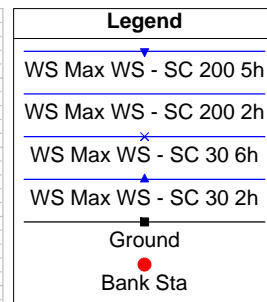 Legend
WS Max WS - SC 200 5h
WS Max WS - SC 200 2h
WS Max WS - SC 30 6h
WS Max WS - SC 30 2h
Ground
Bank Sta